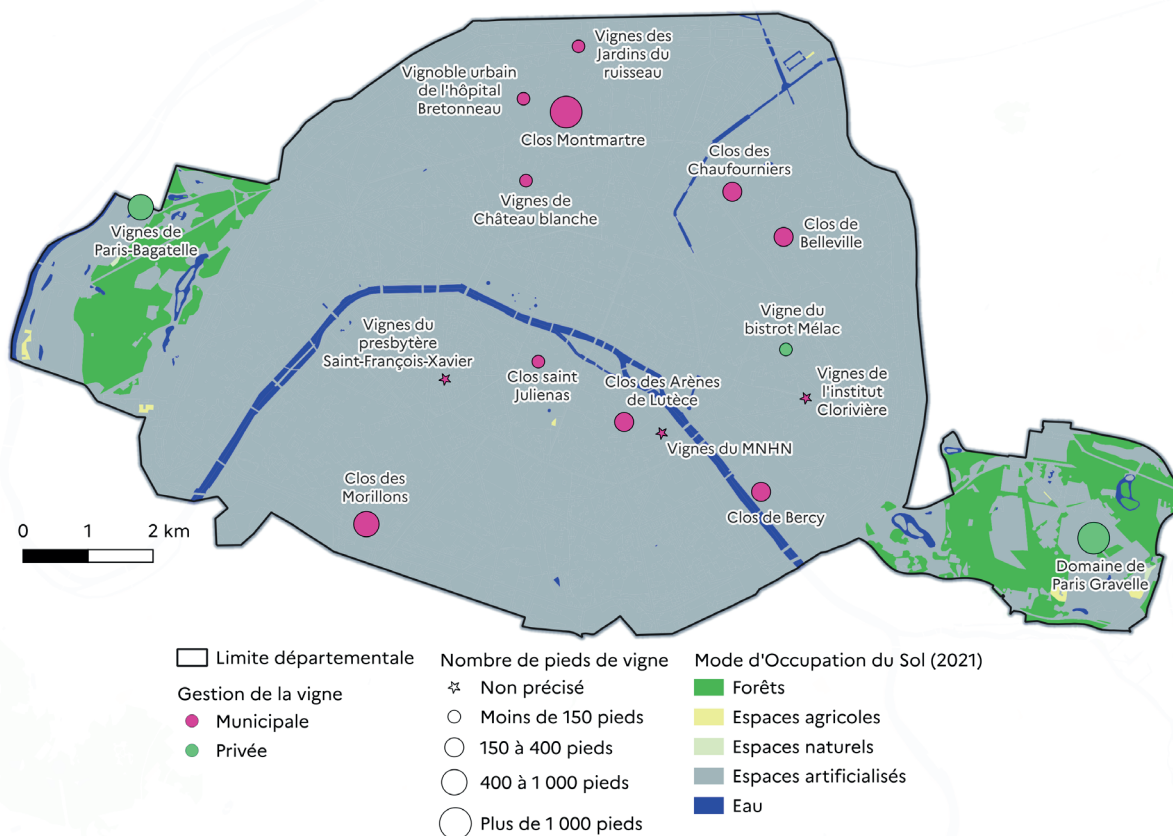 Vignes des
Jardins du
ruisseau
Vignoble urbain
de l'hôpital
Bretonneau
Clos Montmartre
Clos des
Chaufourniers
Vignes de
Château blanche
Vignes de
Paris-Bagatelle
Clos de
Belleville
Vigne du
bistrot Mélac
Vignes du
presbytère
Saint-François-Xavier
Clos saint
Julienas
Clos des Arènes
de Lutèce
Vignes de
l'institut
Clorivière
Vignes du MNHN
Clos des
Morillons
Clos de Bercy
Domaine de
Paris Gravelle
0 1 2 km
Limite départementale
Gestion de la vigne
Municipale
Privée
Nombre de pieds de vigne
Non précisé
Moins de 150 pieds
150 à 400 pieds
400 à 1 000 pieds
Plus de 1 000 pieds
Mode d'Occupation du Sol (2021)
Forêts
Espaces agricoles
Espaces naturels
Espaces artificialisés
Eau